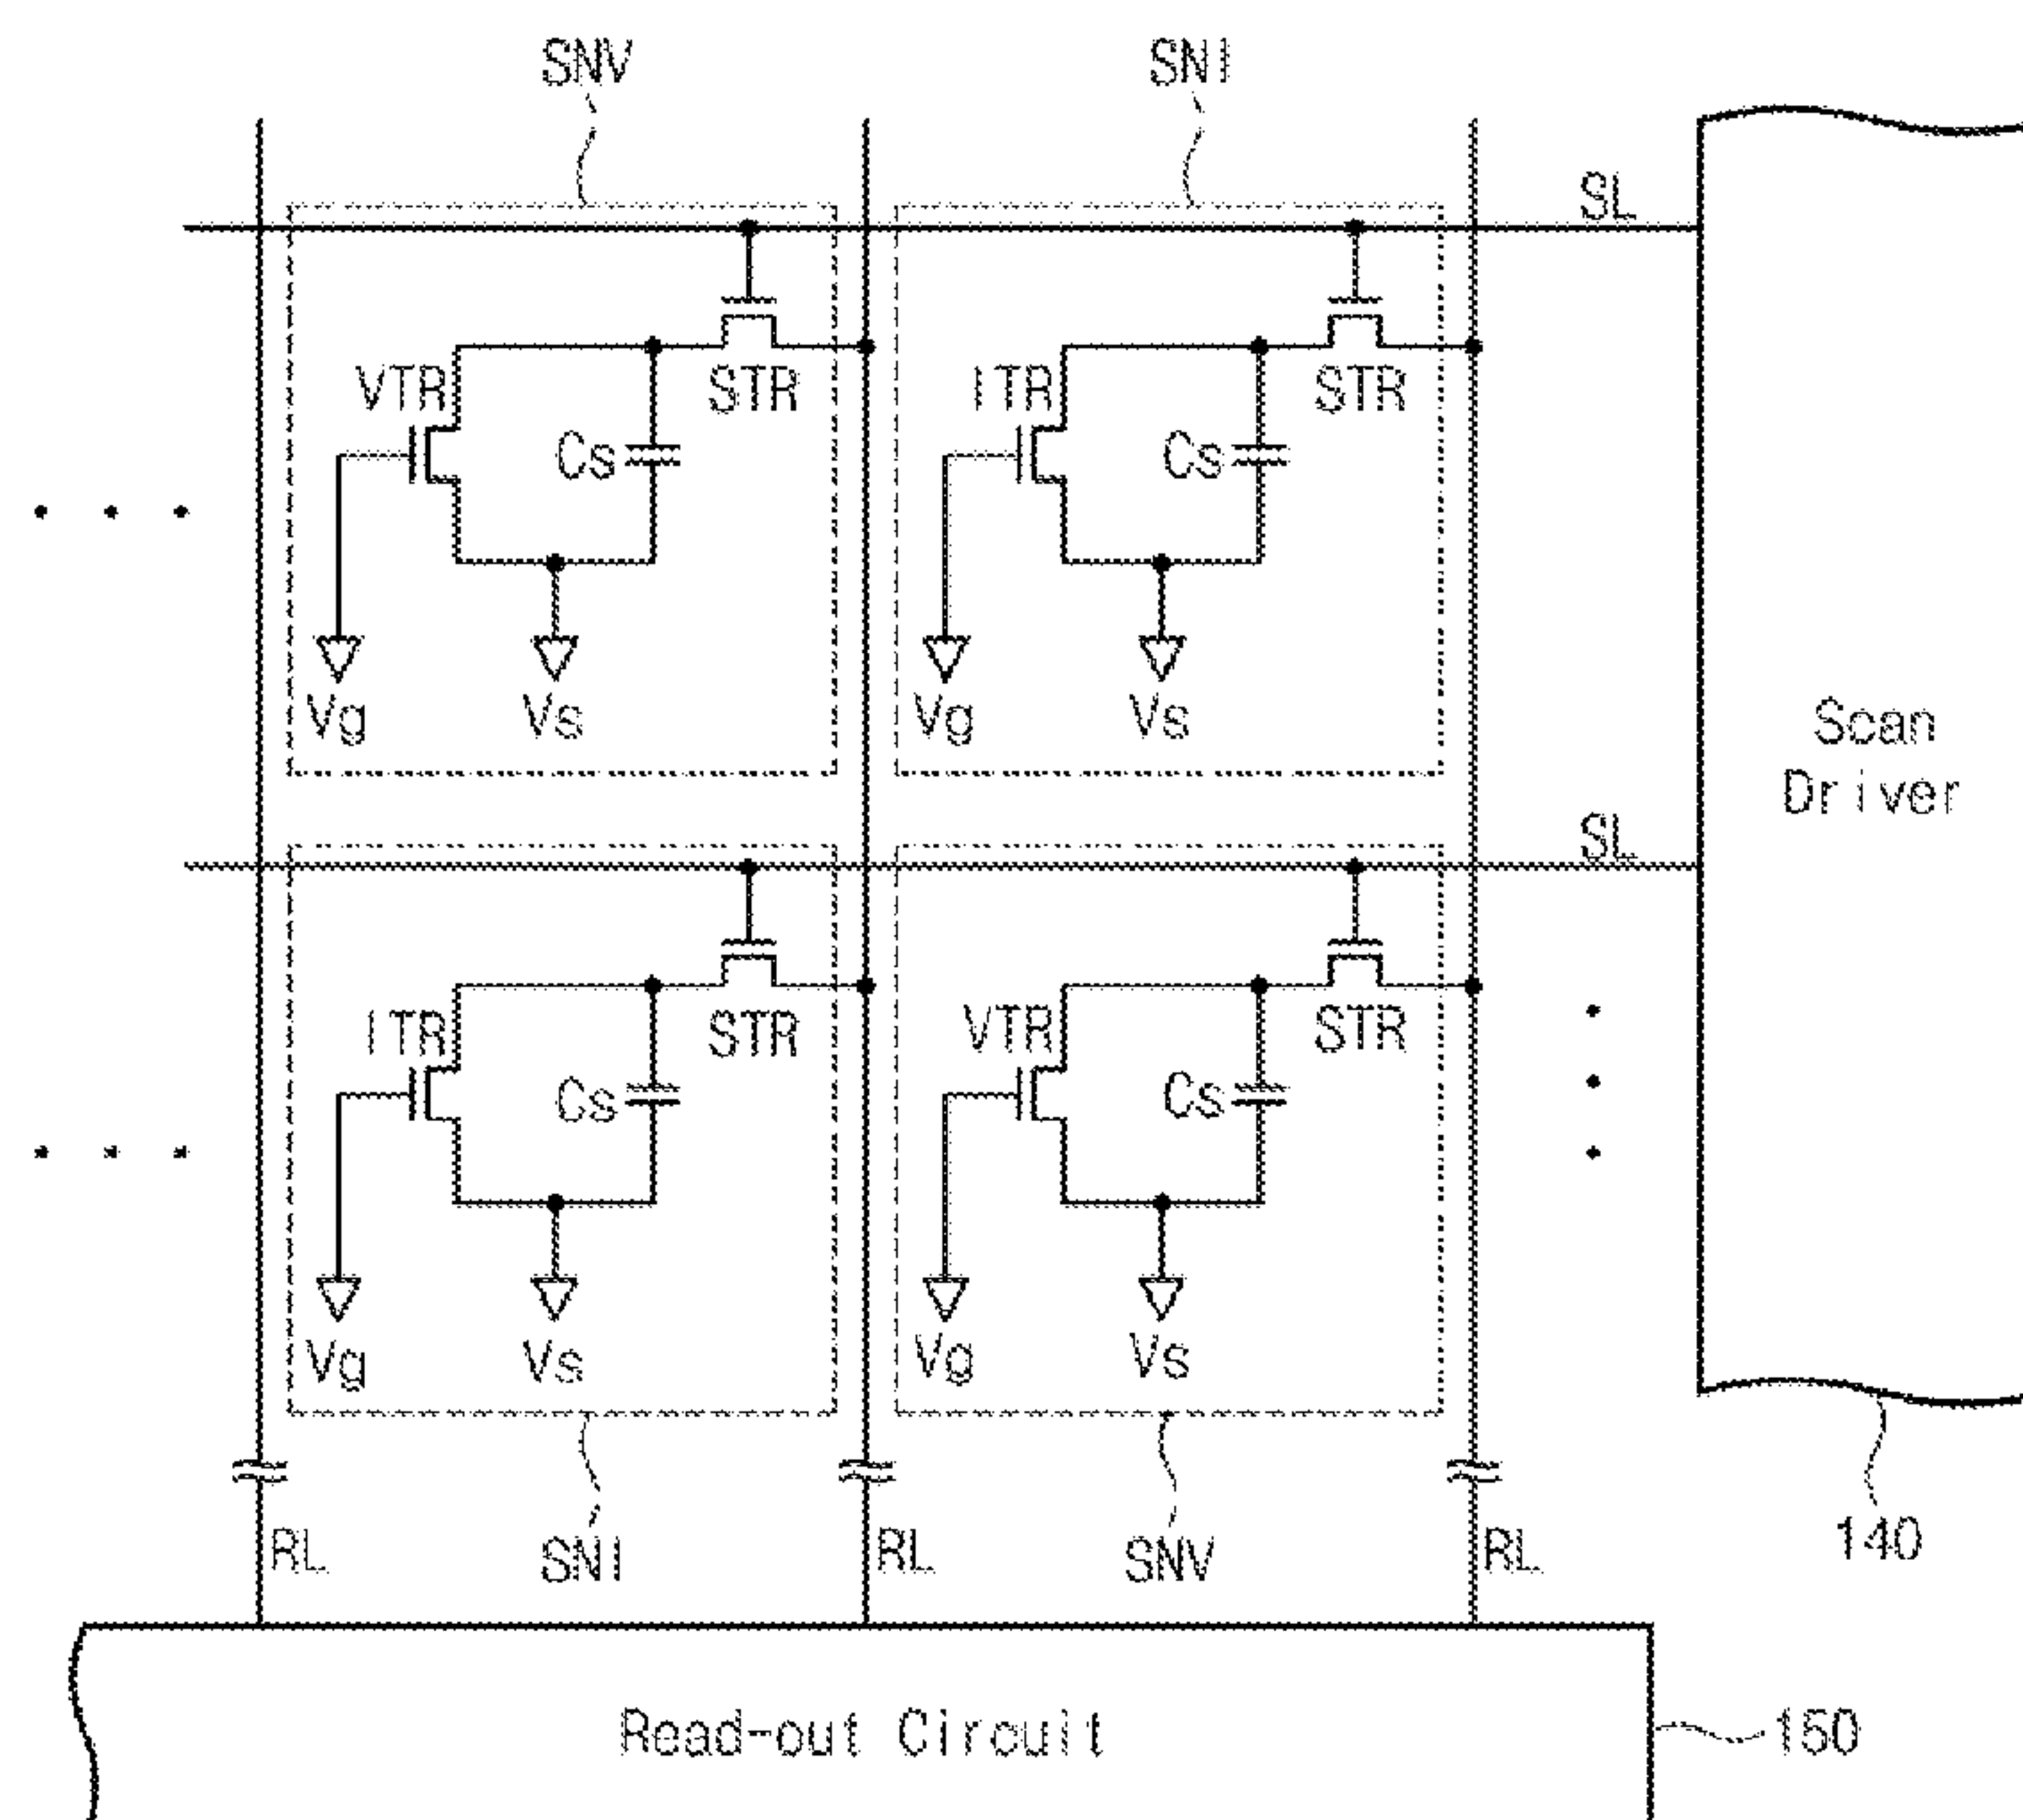 SNV
SNI
SL
VTR
STR
Cs
Vg
Vs
ITR
STR
Cs
Vg
Vs
Scan
Driver
SL
ITR
STR
Cs
Vg
Vs
VTR
STR
Cs
Vg
Vs
RL
SNI
RL
SNV
RL
140
Read-out Circuit
150